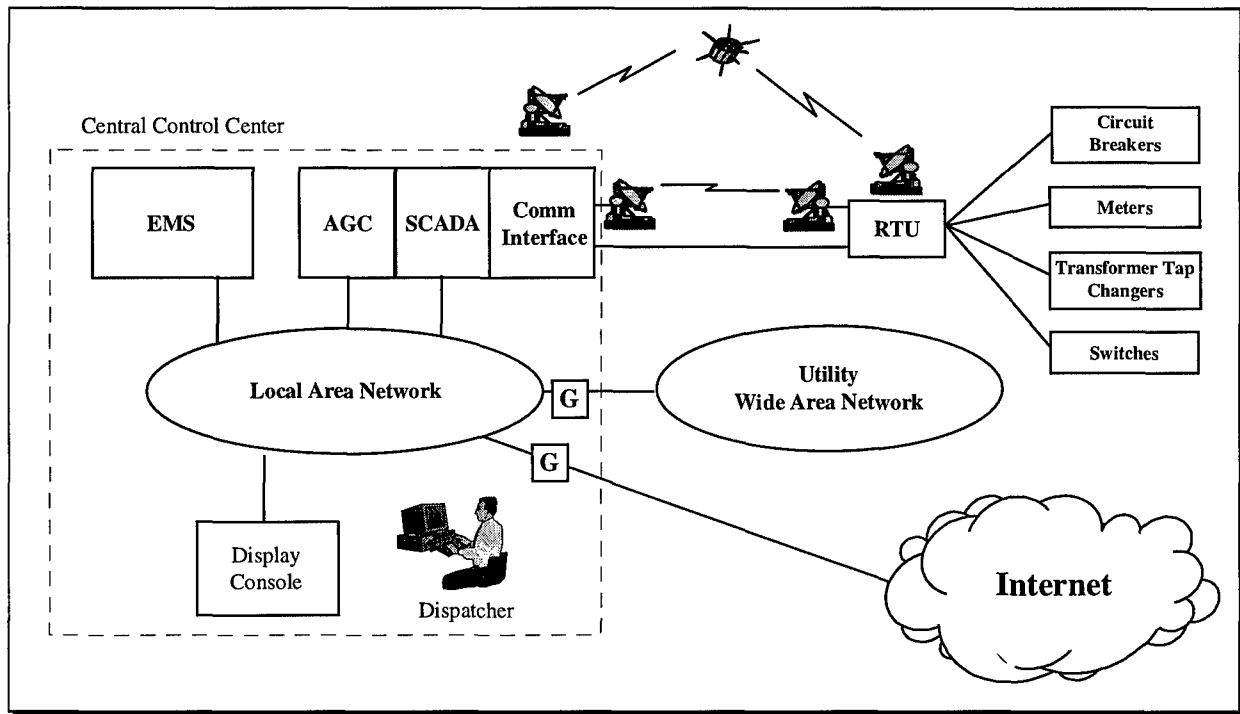 Central Control Center
EMS
AGC
SCADA
Comm
Interface
RTU
Circuit
Breakers
Meters
Transformer Tap
Changers
Switches
Local Area Network
G
Utility
Wide Area Network
G
Display
Console
Dispatcher
Internet